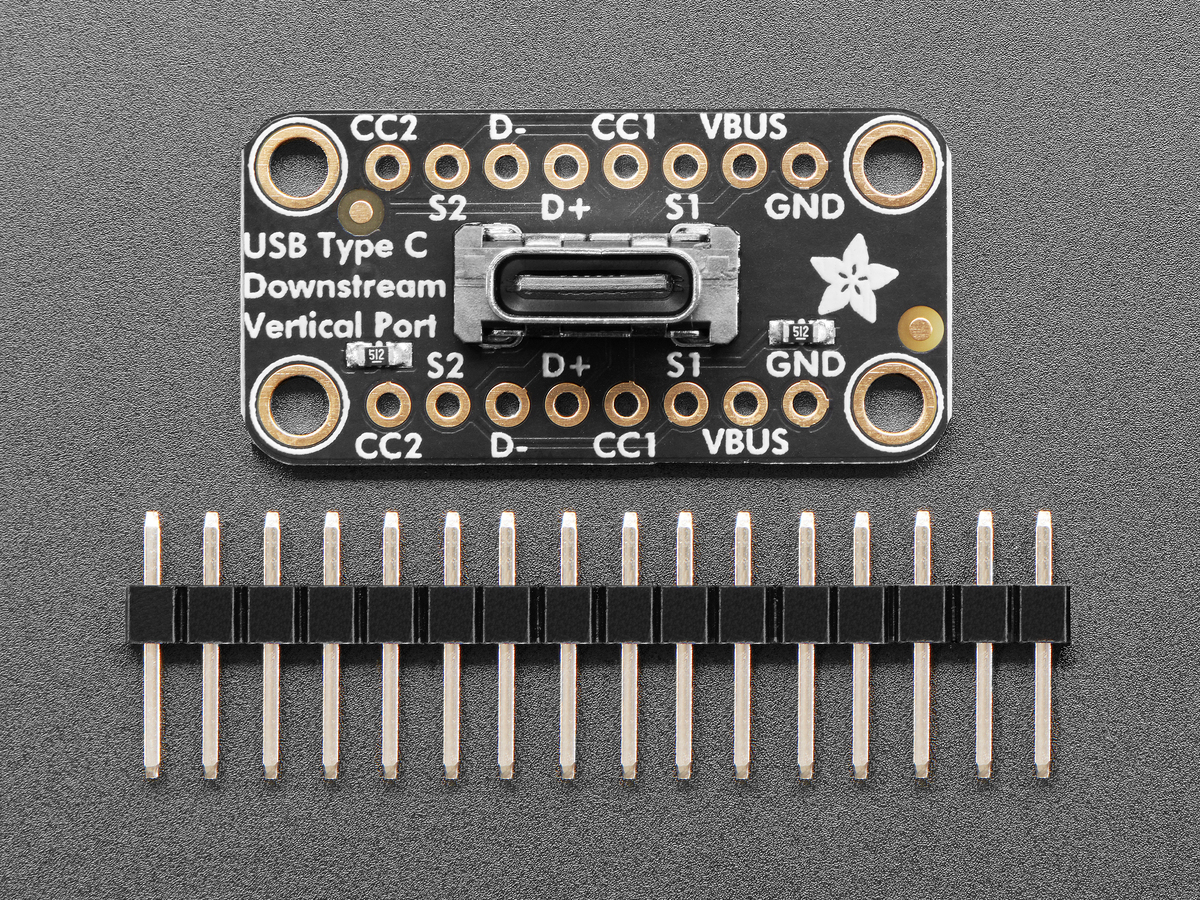 CC2 D- CC1 VBUS
S2 D+ S1 GND
USB Type C
Downstream
Vertical Port
512
512
S2 D+ S1 GND
CC2 D- CC1 VBUS